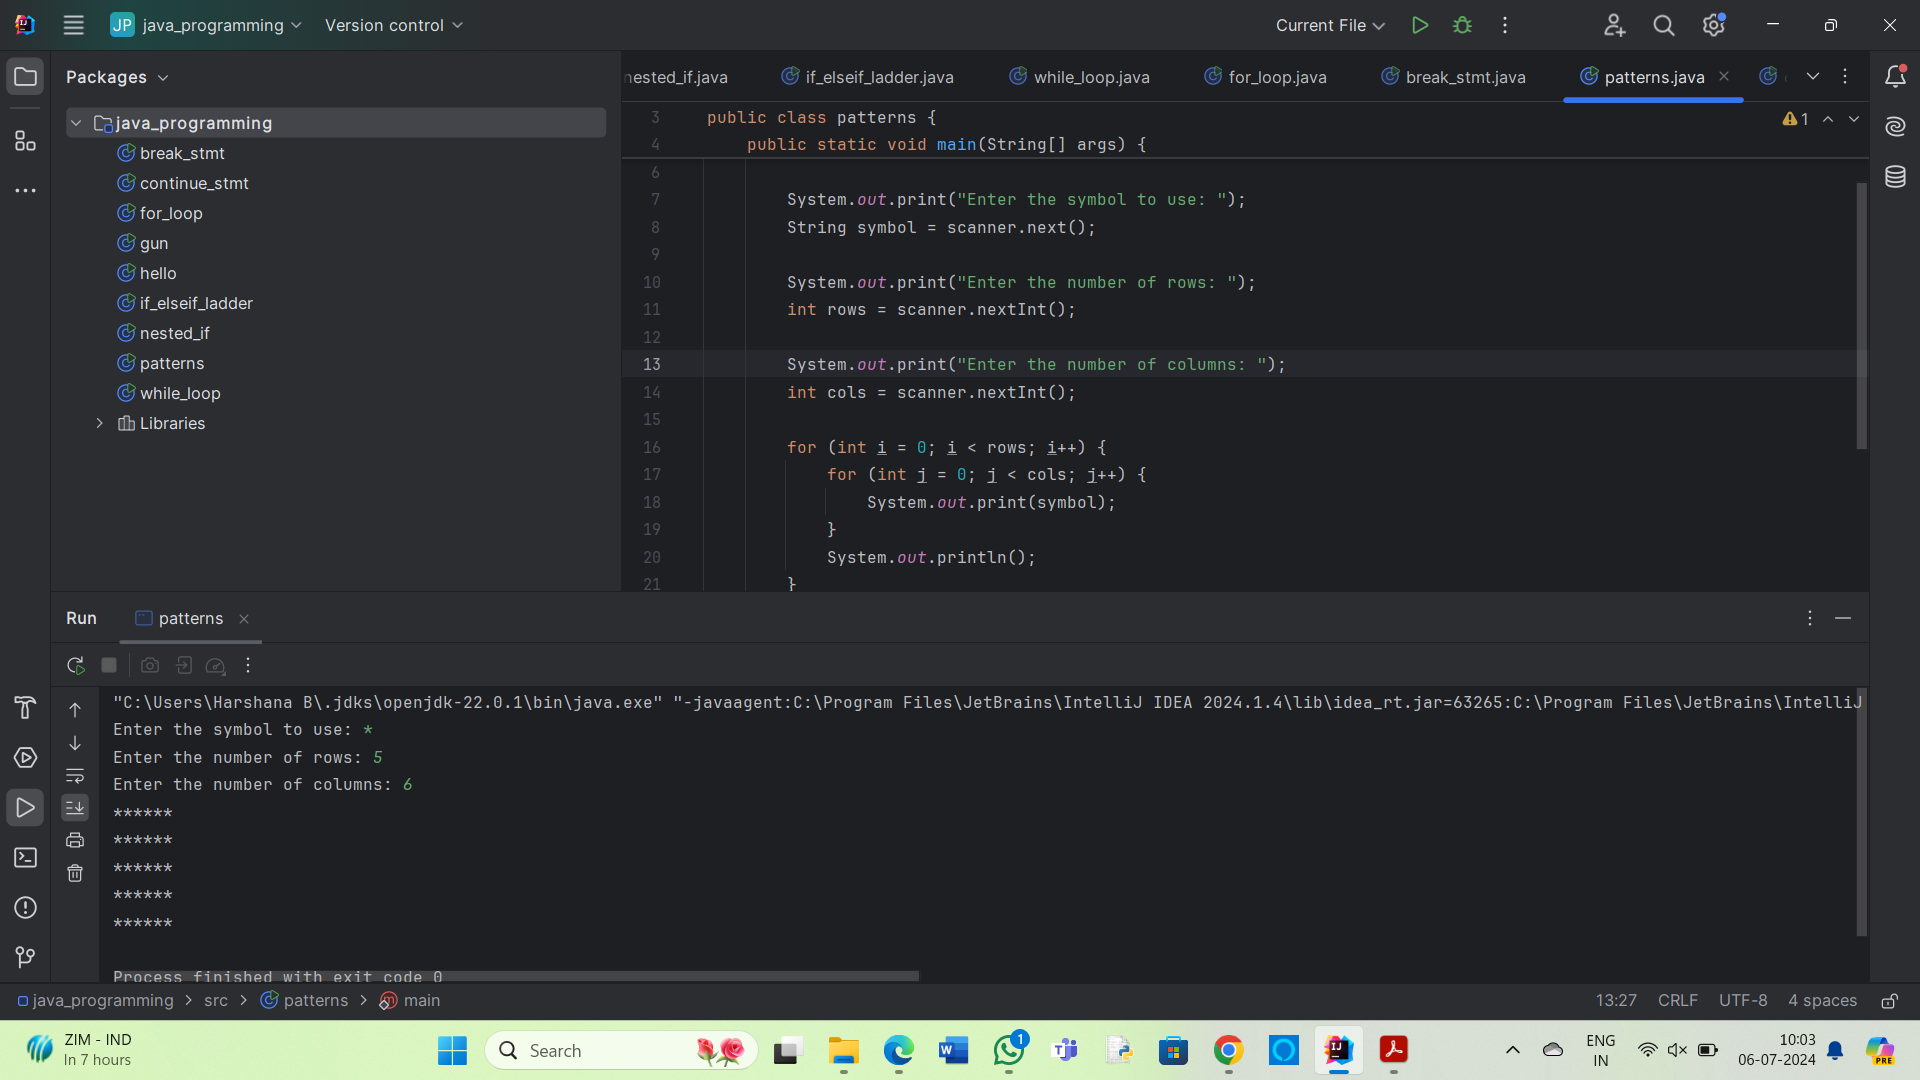 JP java_programming Version control Current File
Packages
nested_if.java if_elseif_ladder.java while_loop.java for_loop.java break_stmt.java patterns.java
java_programming
break_stmt
continue_stmt
for_loop
gun
hello
if_elseif_ladder
nested_if
patterns
while_loop
Libraries
1
3 public class patterns {
4 public static void main(String[] args) {
6
7 System.out.print("Enter the symbol to use: ");
8 String symbol = scanner.next();
9
10 System.out.print("Enter the number of rows: ");
11 int rows = scanner.nextInt();
12
13 System.out.print("Enter the number of columns: ");
14 int cols = scanner.nextInt();
15
16 for (int i = 0; i < rows; i++) {
17 for (int j = 0; j < cols; j++) {
18 System.out.print(symbol);
19 }
20 System.out.println();
21 }
Run patterns
"C:\Users\Harshana B\.jdks\openjdk-22.0.1\bin\java.exe" "-javaagent:C:\Program Files\JetBrains\IntelliJ IDEA 2024.1.4\lib\idea_rt.jar=63265:C:\Program Files\JetBrains\IntelliJ
Enter the symbol to use: *
Enter the number of rows: 5
Enter the number of columns: 6
******
******
******
******
******
Process finished with exit code 0
java_programming > src > patterns > main 13:27 CRLF UTF-8 4 spaces
ZIM - IND
In 7 hours
Search
1
ENG
IN
10:03
06-07-2024
PRE